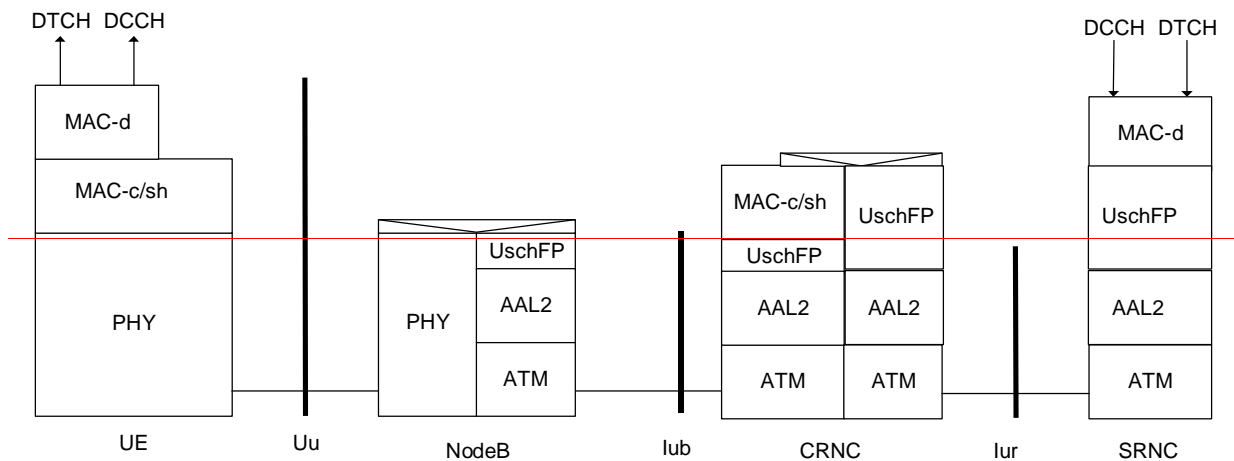 DTCH DCCH
DCCH DTCH
MAC-d
MAC-d
MAC-c/sh
MAC-c/sh
UschFP
UschFP
UschFP
UschFP
PHY
PHY
AAL2
AAL2
AAL2
AAL2
ATM
ATM
ATM
ATM
UE
Uu
NodeB
Iub
CRNC
Iur
SRNC